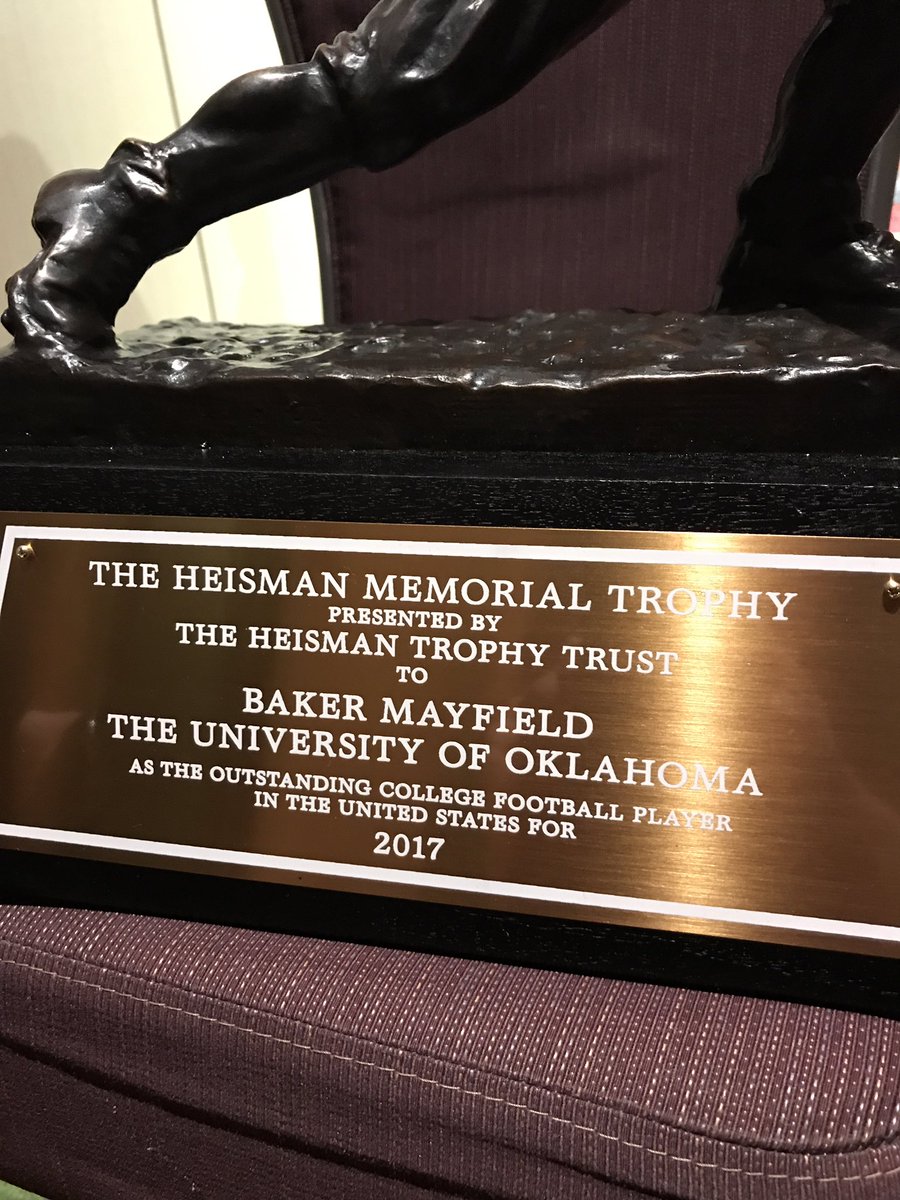 THE HEISMAN MEMORIAL TROPHY
PRESENTED BY
THE HEISMAN TROPHY TRUST
TO
BAKER MAYFIELD
THE UNIVERSITY OF OKLAHOMA
AS THE OUTSTANDING COLLEGE FOOTBALL PLAYER
IN THE UNITED STATES FOR
2017